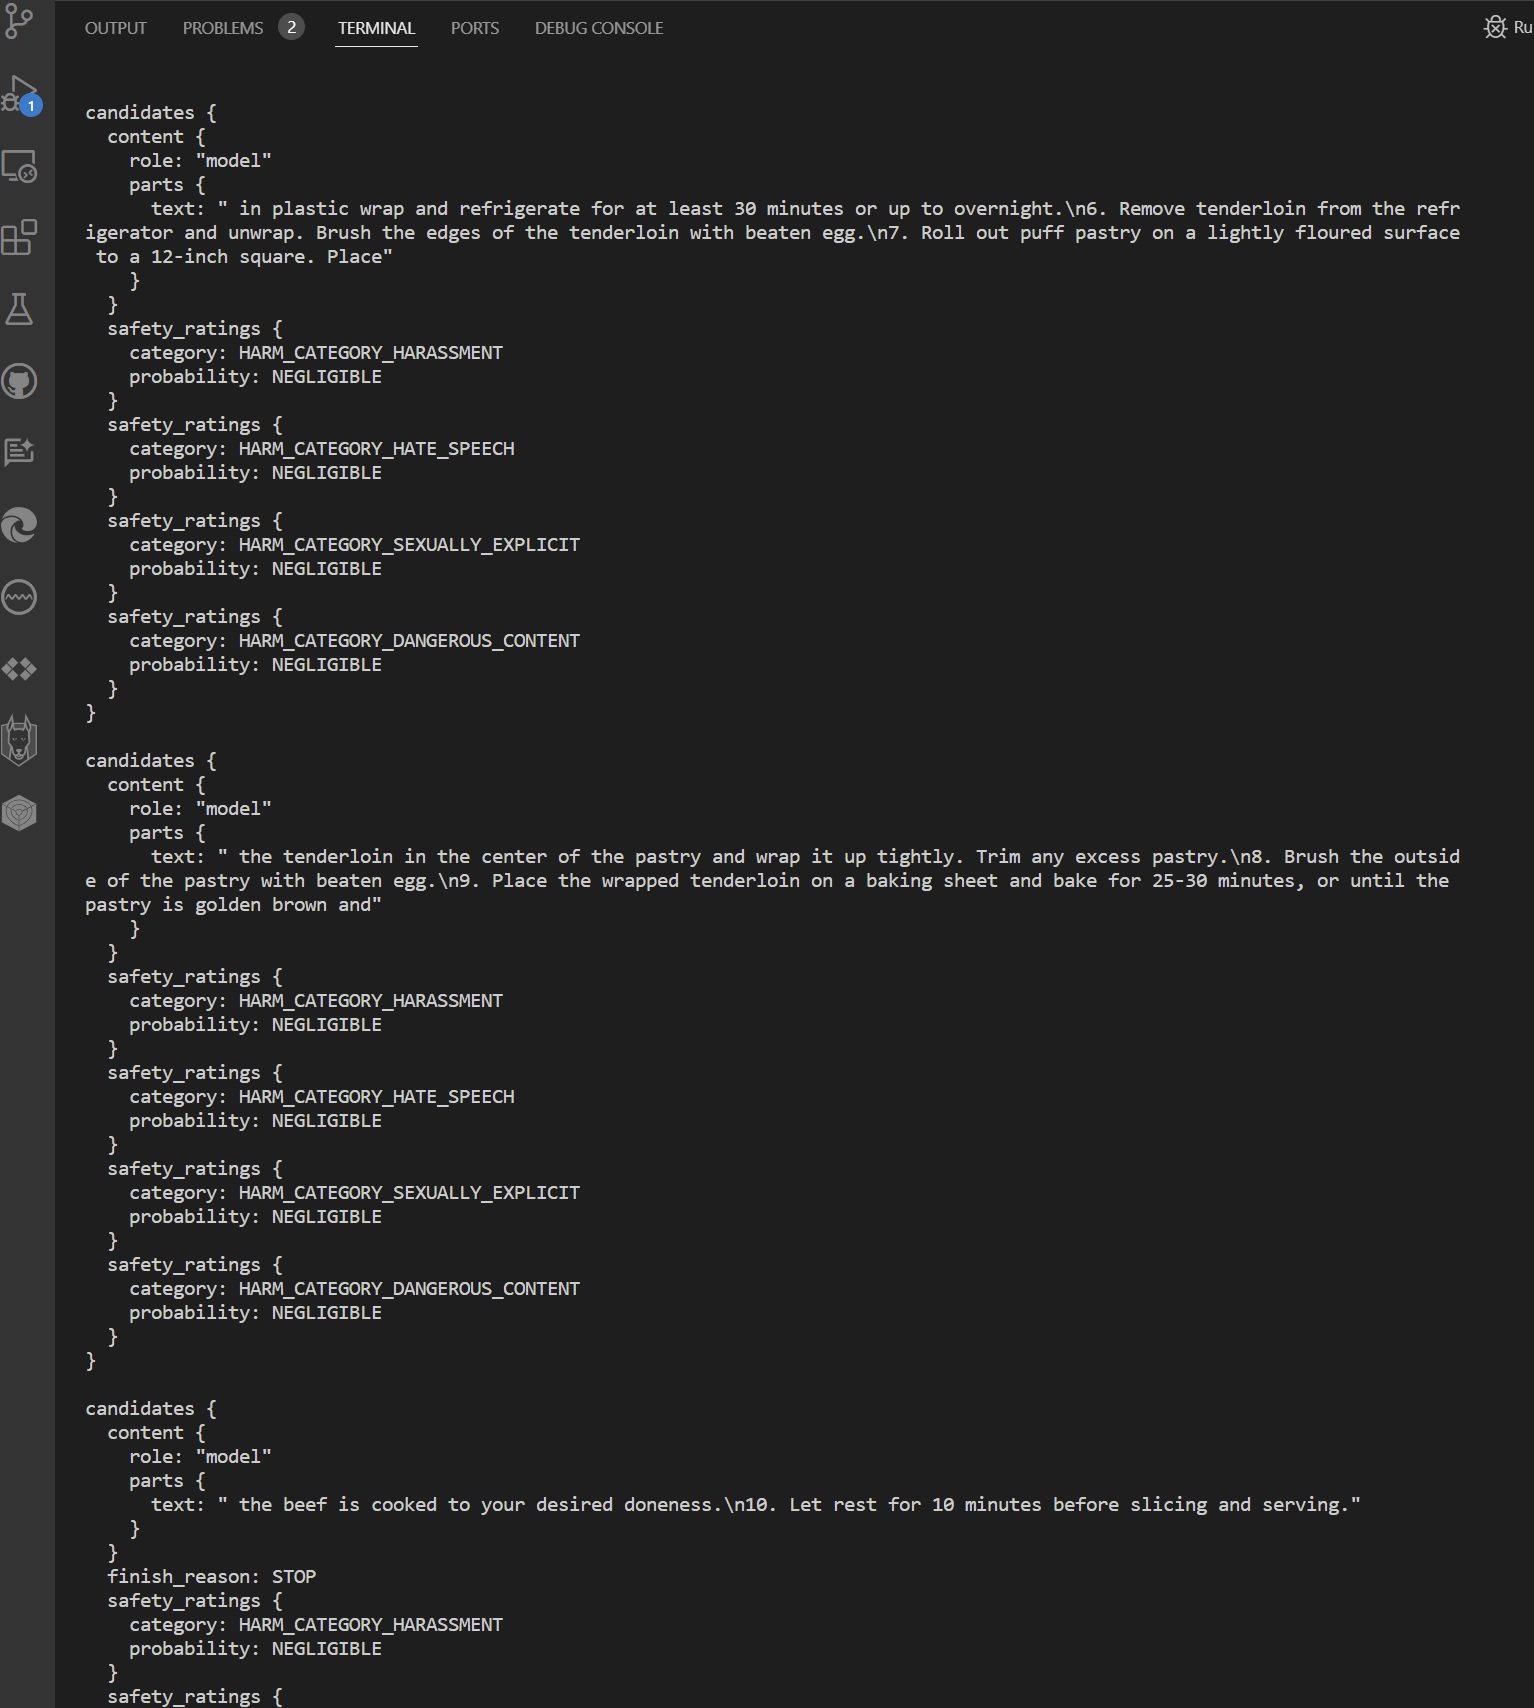 OUTPUT PROBLEMS 2 TERMINAL PORTS DEBUG CONSOLE Ru
1
candidates {
  content {
    role: "model"
    parts {
      text: " in plastic wrap and refrigerate for at least 30 minutes or up to overnight.\n6. Remove tenderloin from the refr
igerator and unwrap. Brush the edges of the tenderloin with beaten egg.\n7. Roll out puff pastry on a lightly floured surface
 to a 12-inch square. Place"
    }
  }
  safety_ratings {
    category: HARM_CATEGORY_HARASSMENT
    probability: NEGLIGIBLE
  }
  safety_ratings {
    category: HARM_CATEGORY_HATE_SPEECH
    probability: NEGLIGIBLE
  }
  safety_ratings {
    category: HARM_CATEGORY_SEXUALLY_EXPLICIT
    probability: NEGLIGIBLE
  }
  safety_ratings {
    category: HARM_CATEGORY_DANGEROUS_CONTENT
    probability: NEGLIGIBLE
  }
}

candidates {
  content {
    role: "model"
    parts {
      text: " the tenderloin in the center of the pastry and wrap it up tightly. Trim any excess pastry.\n8. Brush the outsid
e of the pastry with beaten egg.\n9. Place the wrapped tenderloin on a baking sheet and bake for 25-30 minutes, or until the
pastry is golden brown and"
    }
  }
  safety_ratings {
    category: HARM_CATEGORY_HARASSMENT
    probability: NEGLIGIBLE
  }
  safety_ratings {
    category: HARM_CATEGORY_HATE_SPEECH
    probability: NEGLIGIBLE
  }
  safety_ratings {
    category: HARM_CATEGORY_SEXUALLY_EXPLICIT
    probability: NEGLIGIBLE
  }
  safety_ratings {
    category: HARM_CATEGORY_DANGEROUS_CONTENT
    probability: NEGLIGIBLE
  }
}

candidates {
  content {
    role: "model"
    parts {
      text: " the beef is cooked to your desired doneness.\n10. Let rest for 10 minutes before slicing and serving."
    }
  }
  finish_reason: STOP
  safety_ratings {
    category: HARM_CATEGORY_HARASSMENT
    probability: NEGLIGIBLE
  }
  safety_ratings {